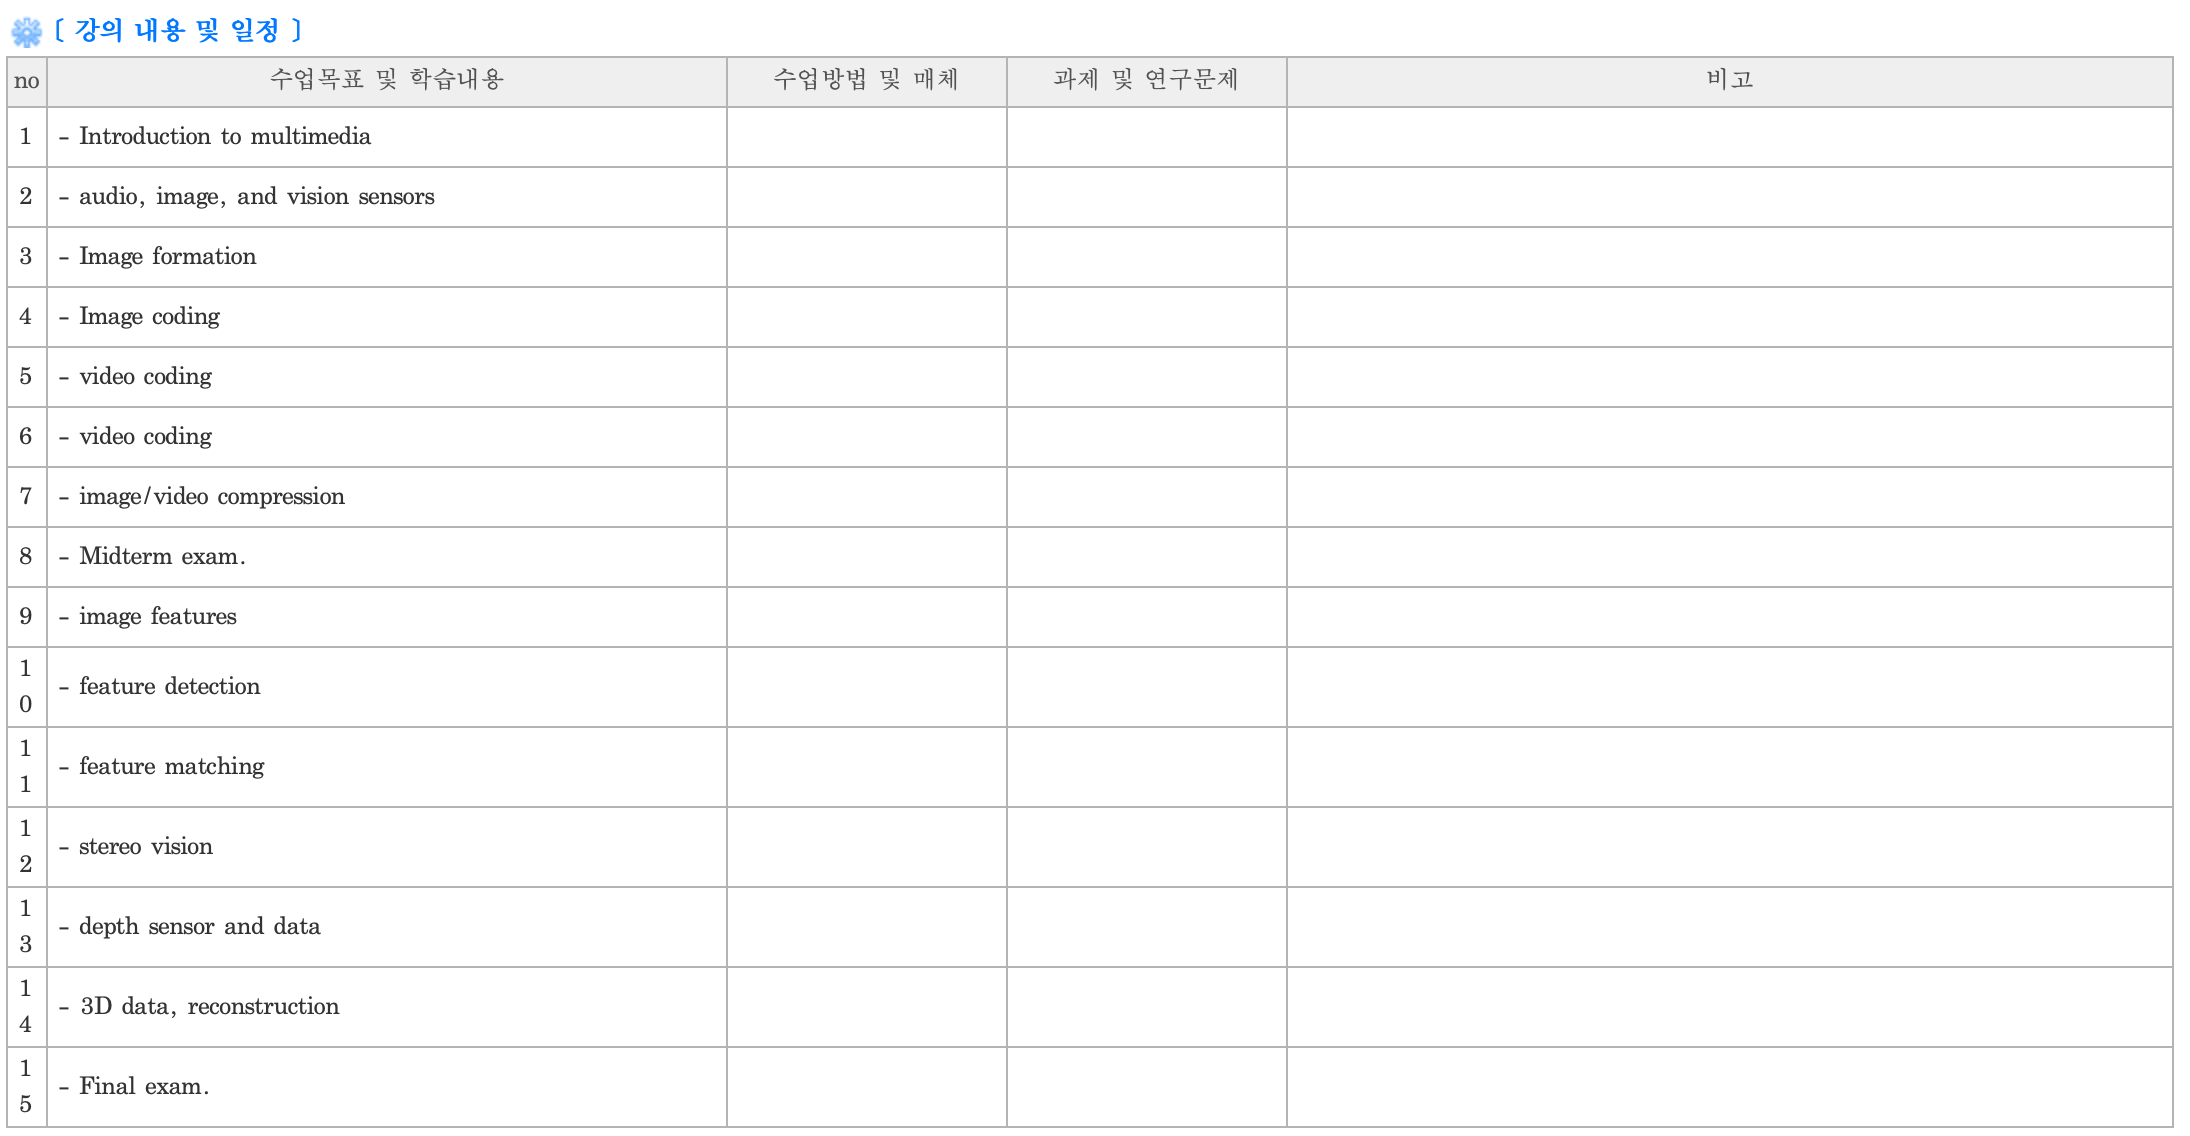 [ 강의 내용 및 일정 ]
no 수업목표 및 학습내용 수업방법 및 매체 과제 및 연구문제 비고
1 - Introduction to multimedia
2 - audio, image, and vision sensors
3 - Image formation
4 - Image coding
5 - video coding
6 - video coding
7 - image/video compression
8 - Midterm exam.
9 - image features
10 - feature detection
11 - feature matching
12 - stereo vision
13 - depth sensor and data
14 - 3D data, reconstruction
15 - Final exam.